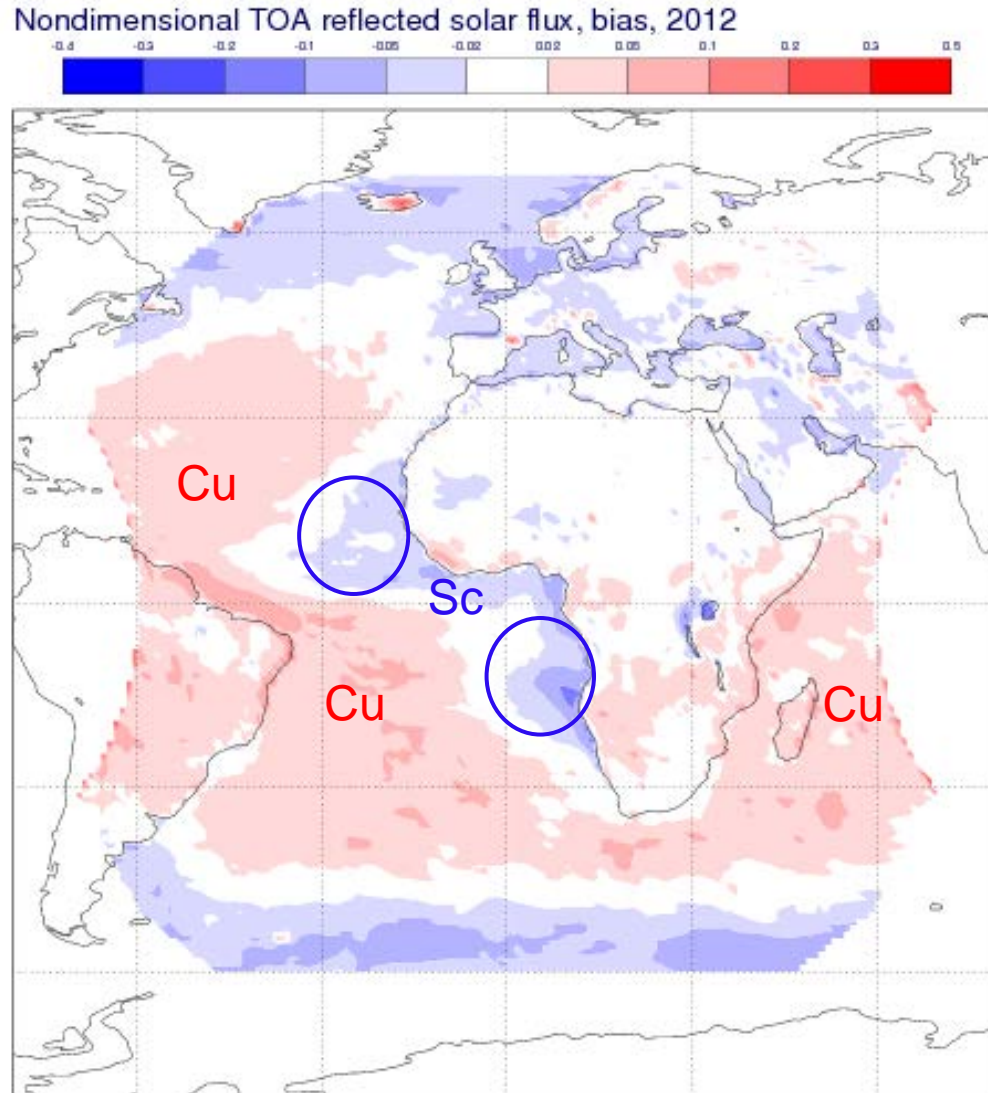 Nondimensional TOA reflected solar flux, bias, 2012
-0.4 -0.3 -0.2 -0.1 -0.05 -0.02 0.02 0.05 0.1 0.2 0.3 0.5
Cu
Sc
Cu Cu